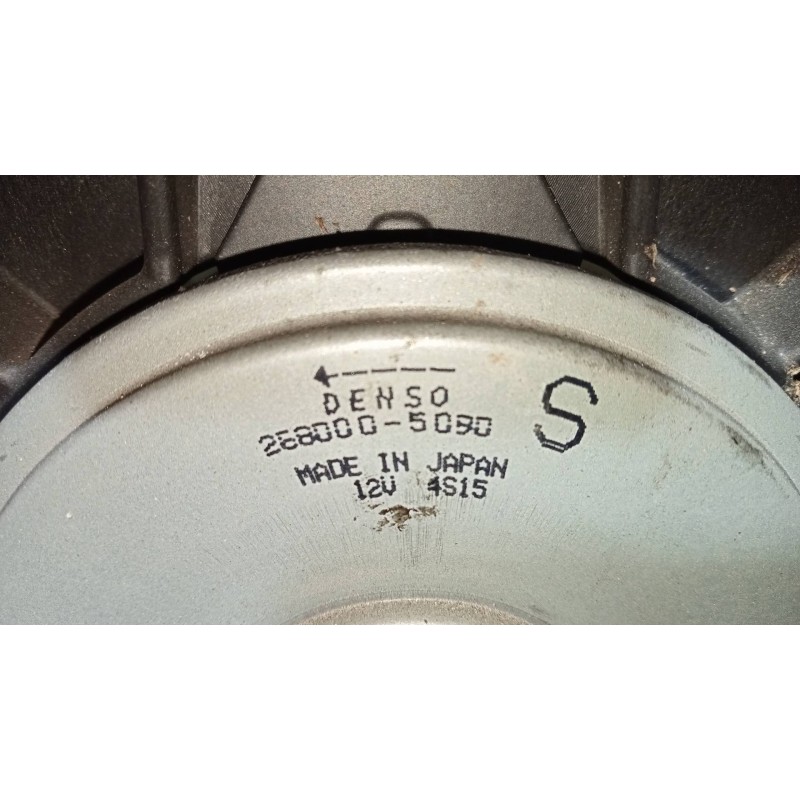 DENSO
268000-5090
S
MADE IN JAPAN
12V 4S15